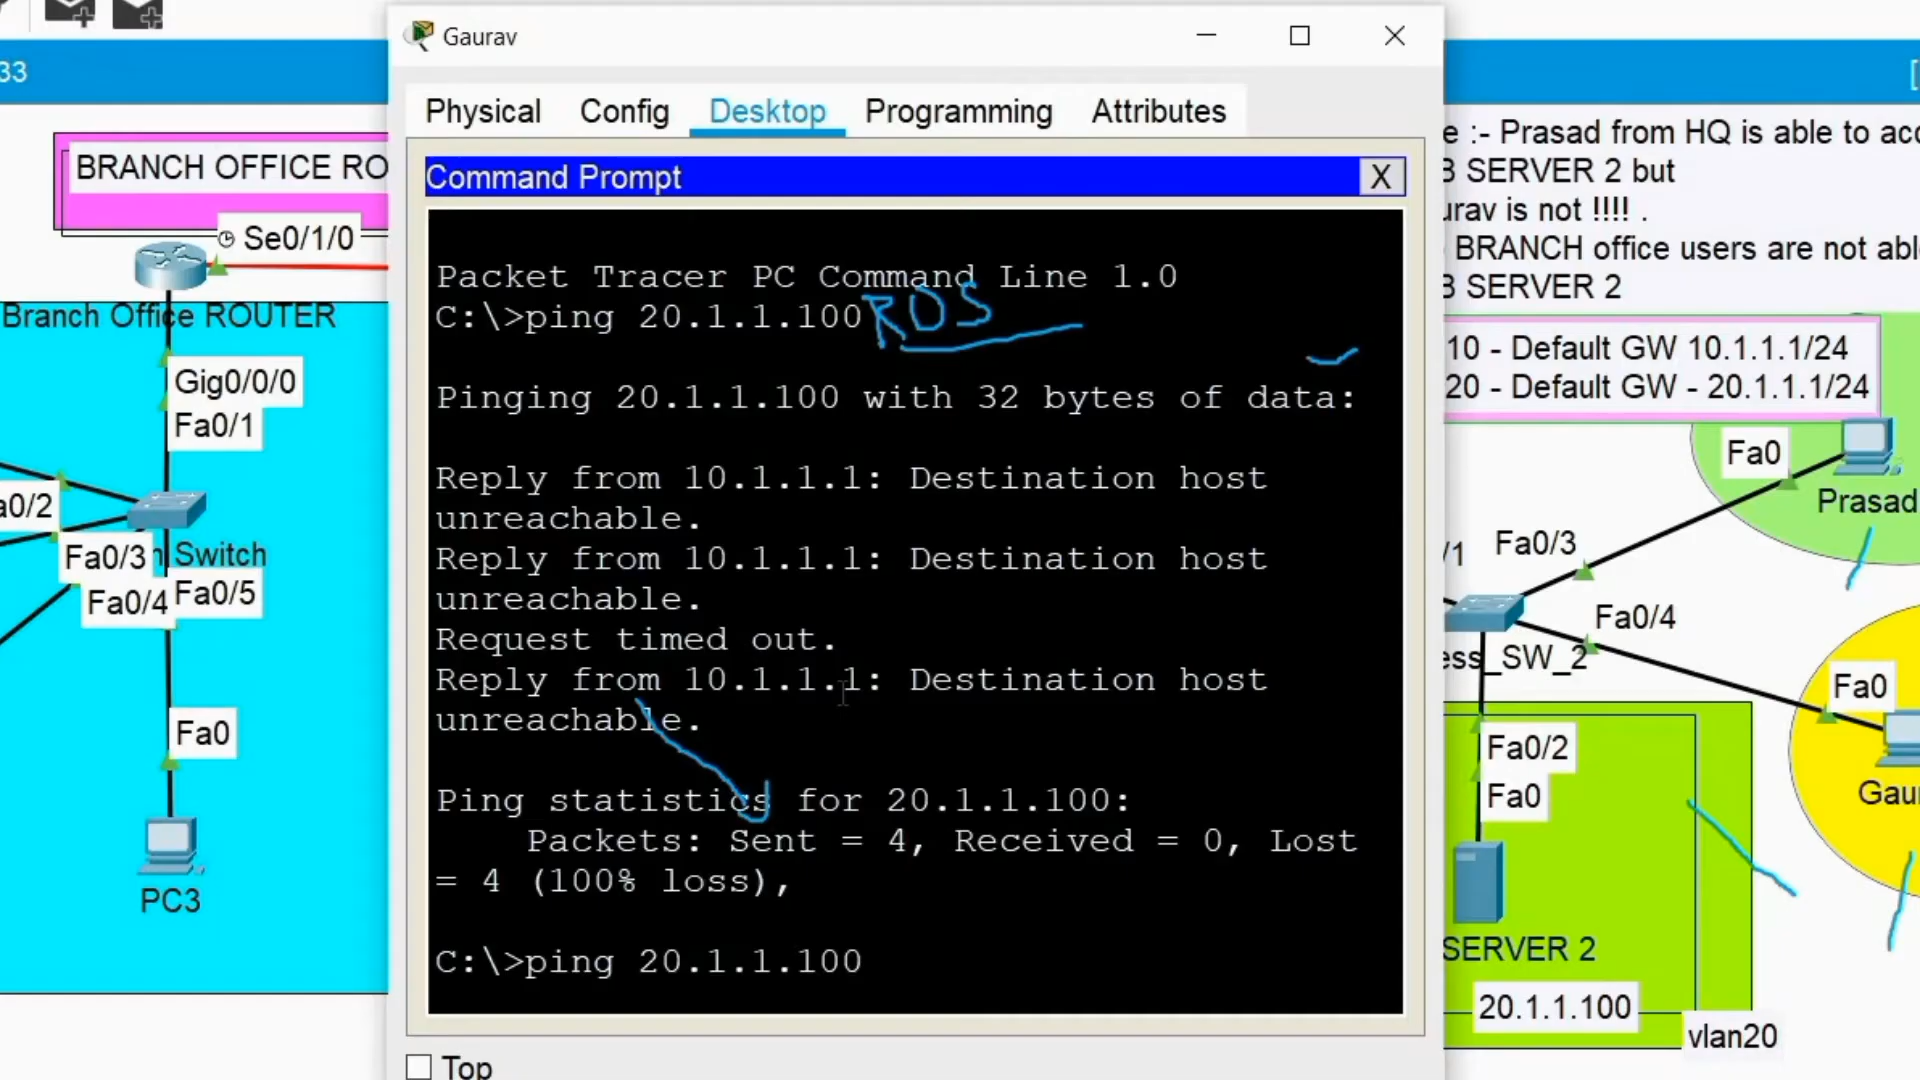 33
Gaurav
Physical Config Desktop Programming Attributes
Command Prompt X
Packet Tracer PC Command Line 1.0
C:\>ping 20.1.1.100
ROS
Pinging 20.1.1.100 with 32 bytes of data:
Reply from 10.1.1.1: Destination host
unreachable.
Reply from 10.1.1.1: Destination host
unreachable.
Request timed out.
Reply from 10.1.1.1: Destination host
unreachable.
Ping statistics for 20.1.1.100:
Packets: Sent = 4, Received = 0, Lost
= 4 (100% loss),
C:\>ping 20.1.1.100
Top
BRANCH OFFICE RO
Se0/1/0
Branch Office ROUTER
Gig0/0/0
Fa0/1
a0/2
Fa0/3
Switch
Fa0/4
Fa0/5
Fa0
PC3
e :- Prasad from HQ is able to acc
B SERVER 2 but
urav is not !!!! .
BRANCH office users are not abl
B SERVER 2
10 - Default GW 10.1.1.1/24
20 - Default GW - 20.1.1.1/24
Fa0
Prasad
/1
Fa0/3
Fa0/4
ess_SW_2
Fa0
Gau
Fa0/2
Fa0
SERVER 2
20.1.1.100
vlan20